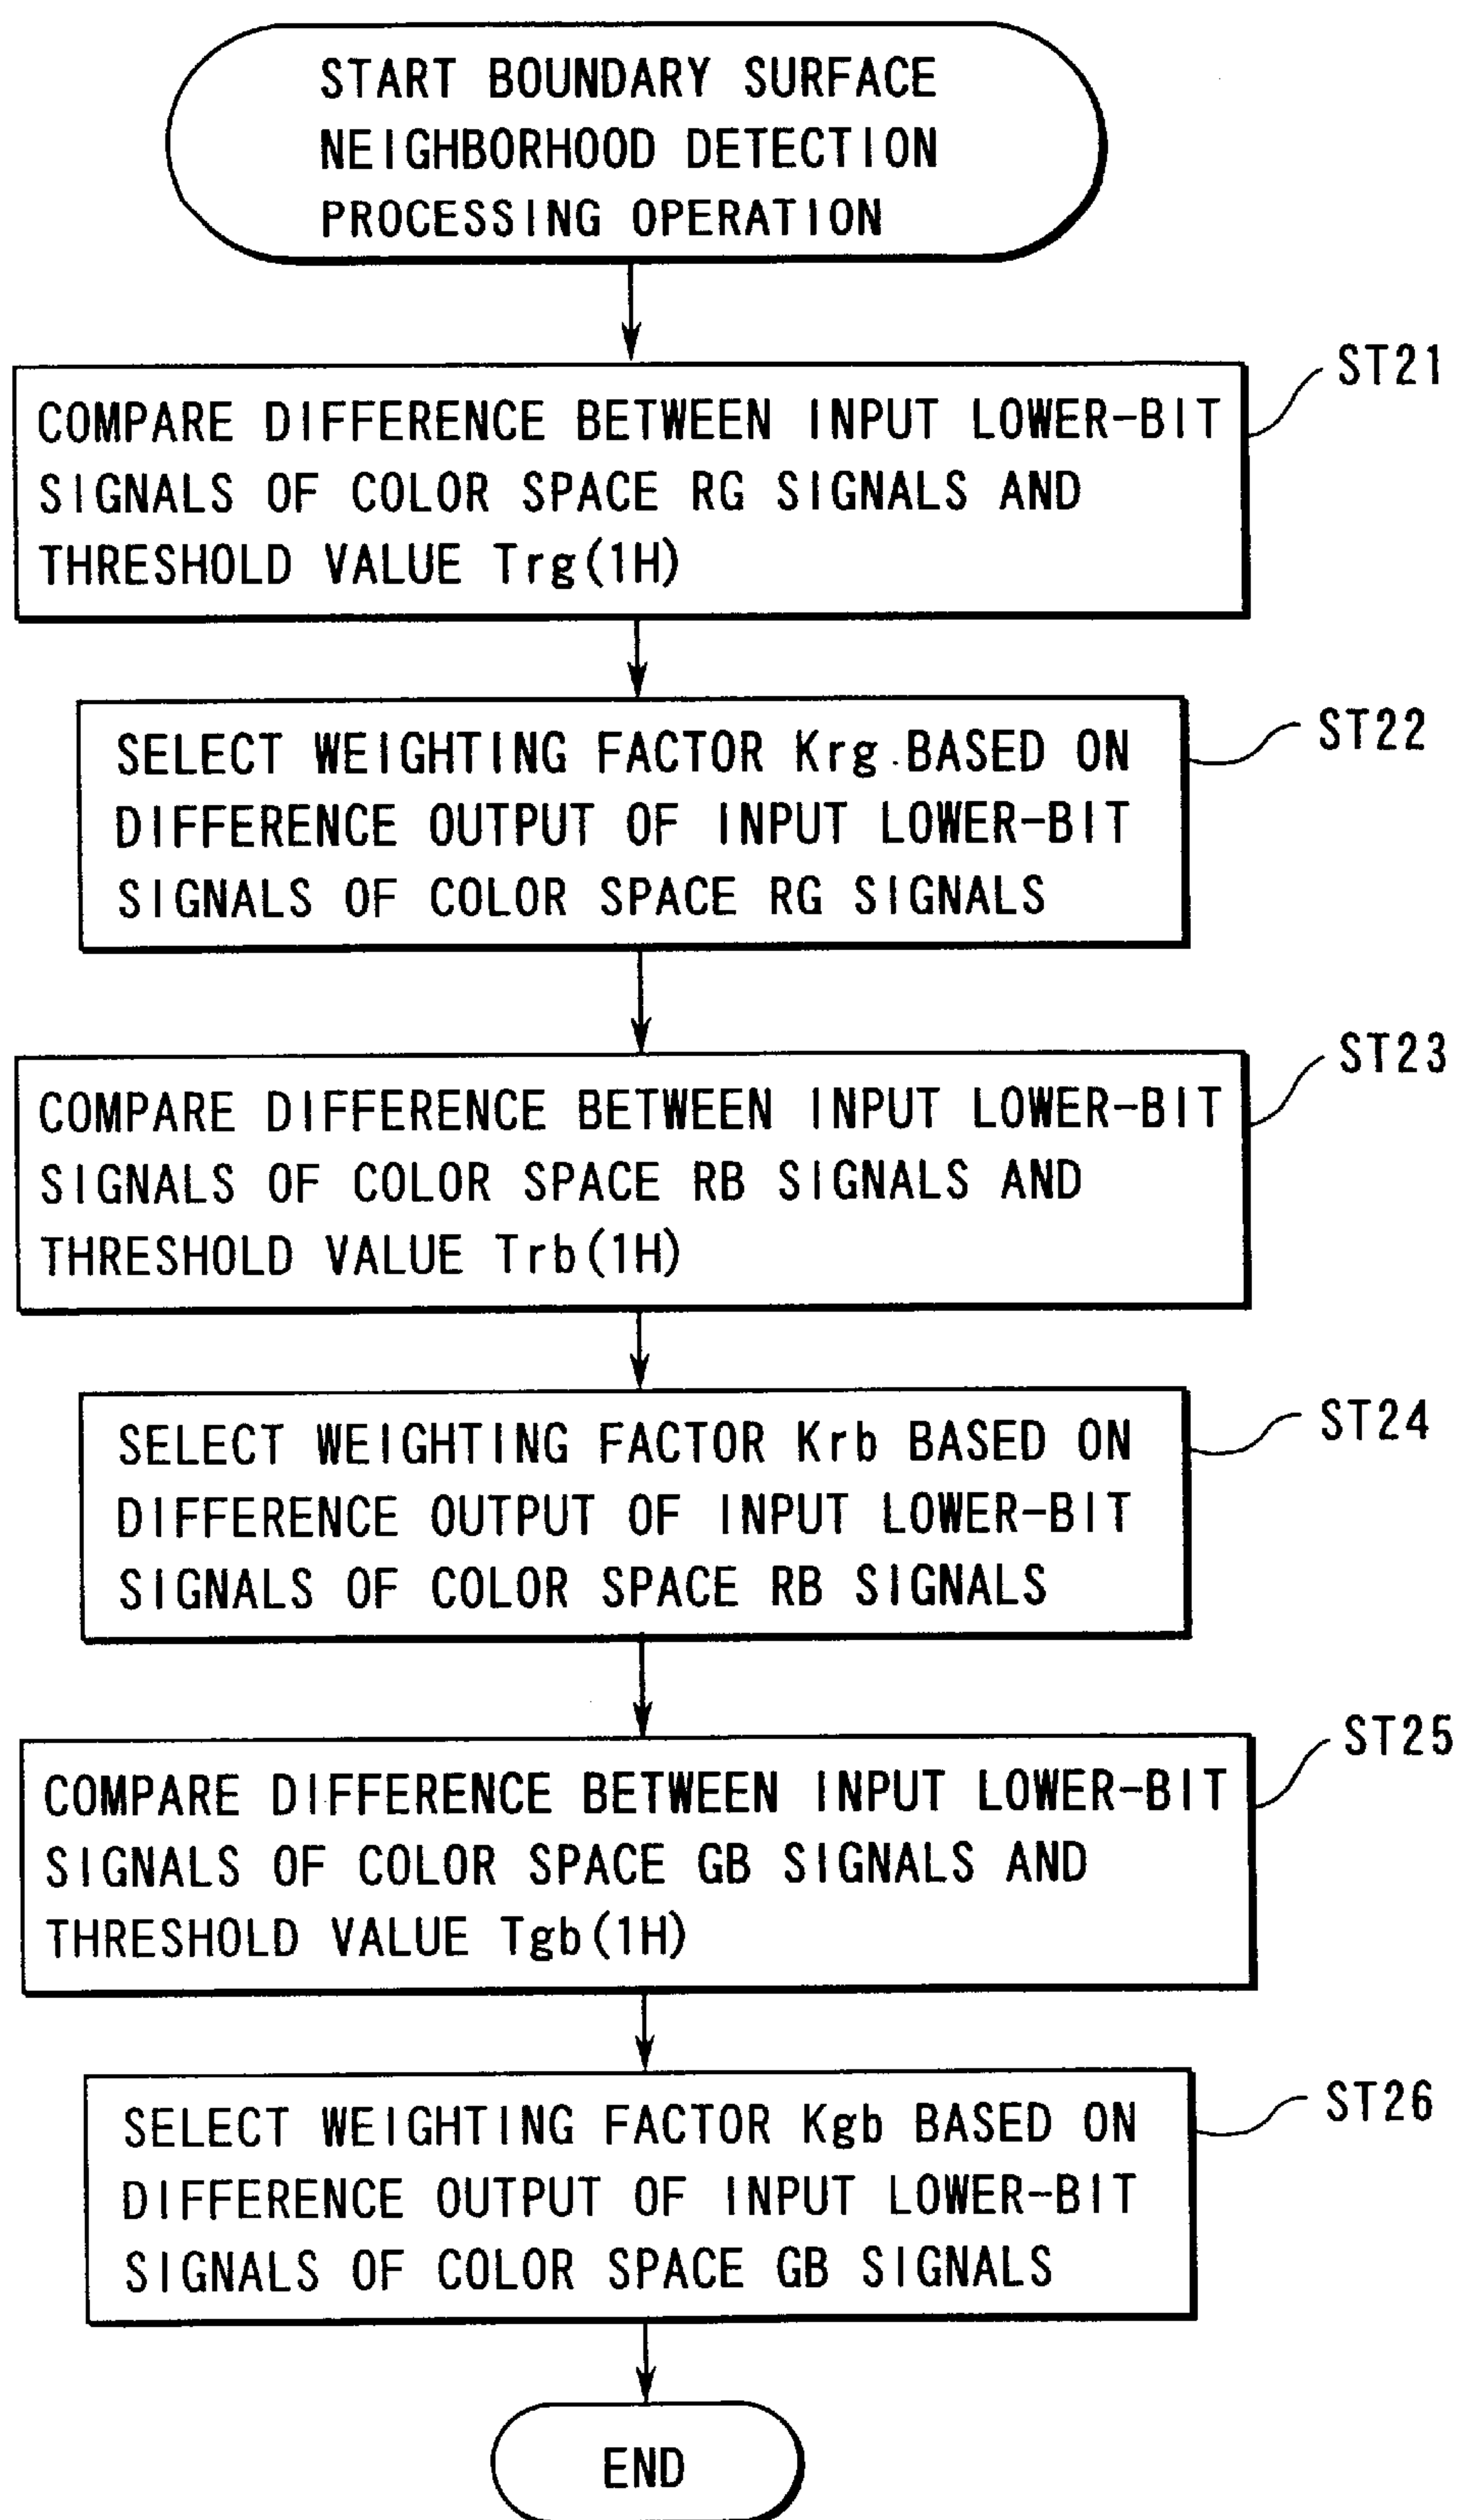 START BOUNDARY SURFACE
NEIGHBORHOOD DETECTION
PROCESSING OPERATION
ST21
COMPARE DIFFERENCE BETWEEN INPUT LOWER-BIT
SIGNALS OF COLOR SPACE RG SIGNALS AND
THRESHOLD VALUE Trg(1H)
ST22
SELECT WEIGHTING FACTOR Krg BASED ON
DIFFERENCE OUTPUT OF INPUT LOWER-BIT
SIGNALS OF COLOR SPACE RG SIGNALS
ST23
COMPARE DIFFERENCE BETWEEN INPUT LOWER-BIT
SIGNALS OF COLOR SPACE RB SIGNALS AND
THRESHOLD VALUE Trb(1H)
ST24
SELECT WEIGHTING FACTOR Krb BASED ON
DIFFERENCE OUTPUT OF INPUT LOWER-BIT
SIGNALS OF COLOR SPACE RB SIGNALS
ST25
COMPARE DIFFERENCE BETWEEN INPUT LOWER-BIT
SIGNALS OF COLOR SPACE GB SIGNALS AND
THRESHOLD VALUE Tgb(1H)
ST26
SELECT WEIGHTING FACTOR Kgb BASED ON
DIFFERENCE OUTPUT OF INPUT LOWER-BIT
SIGNALS OF COLOR SPACE GB SIGNALS
END